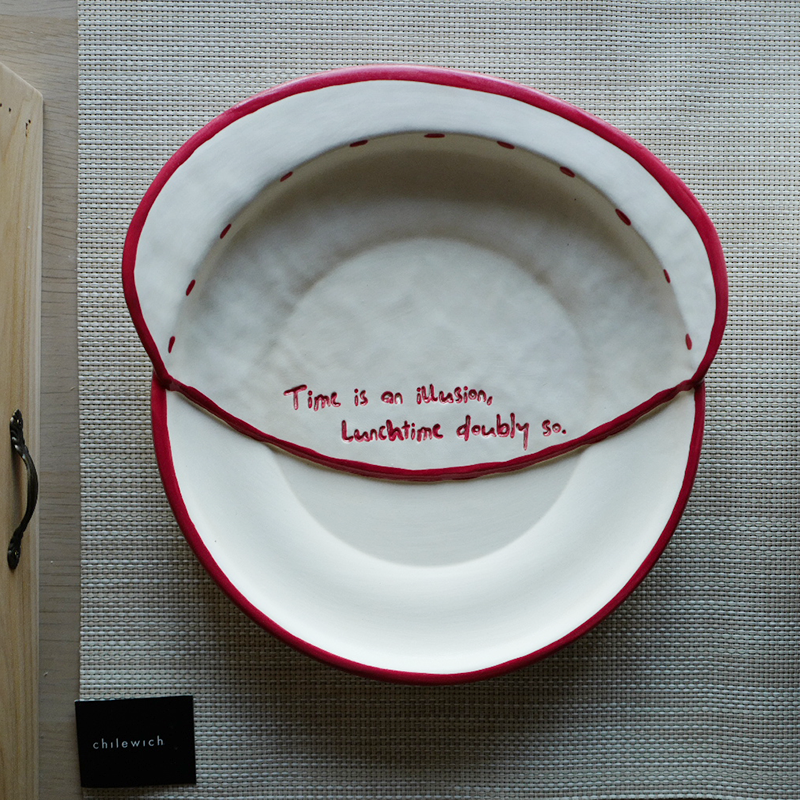 Time is an illusion,
Lunchtime doubly so.
chilewich